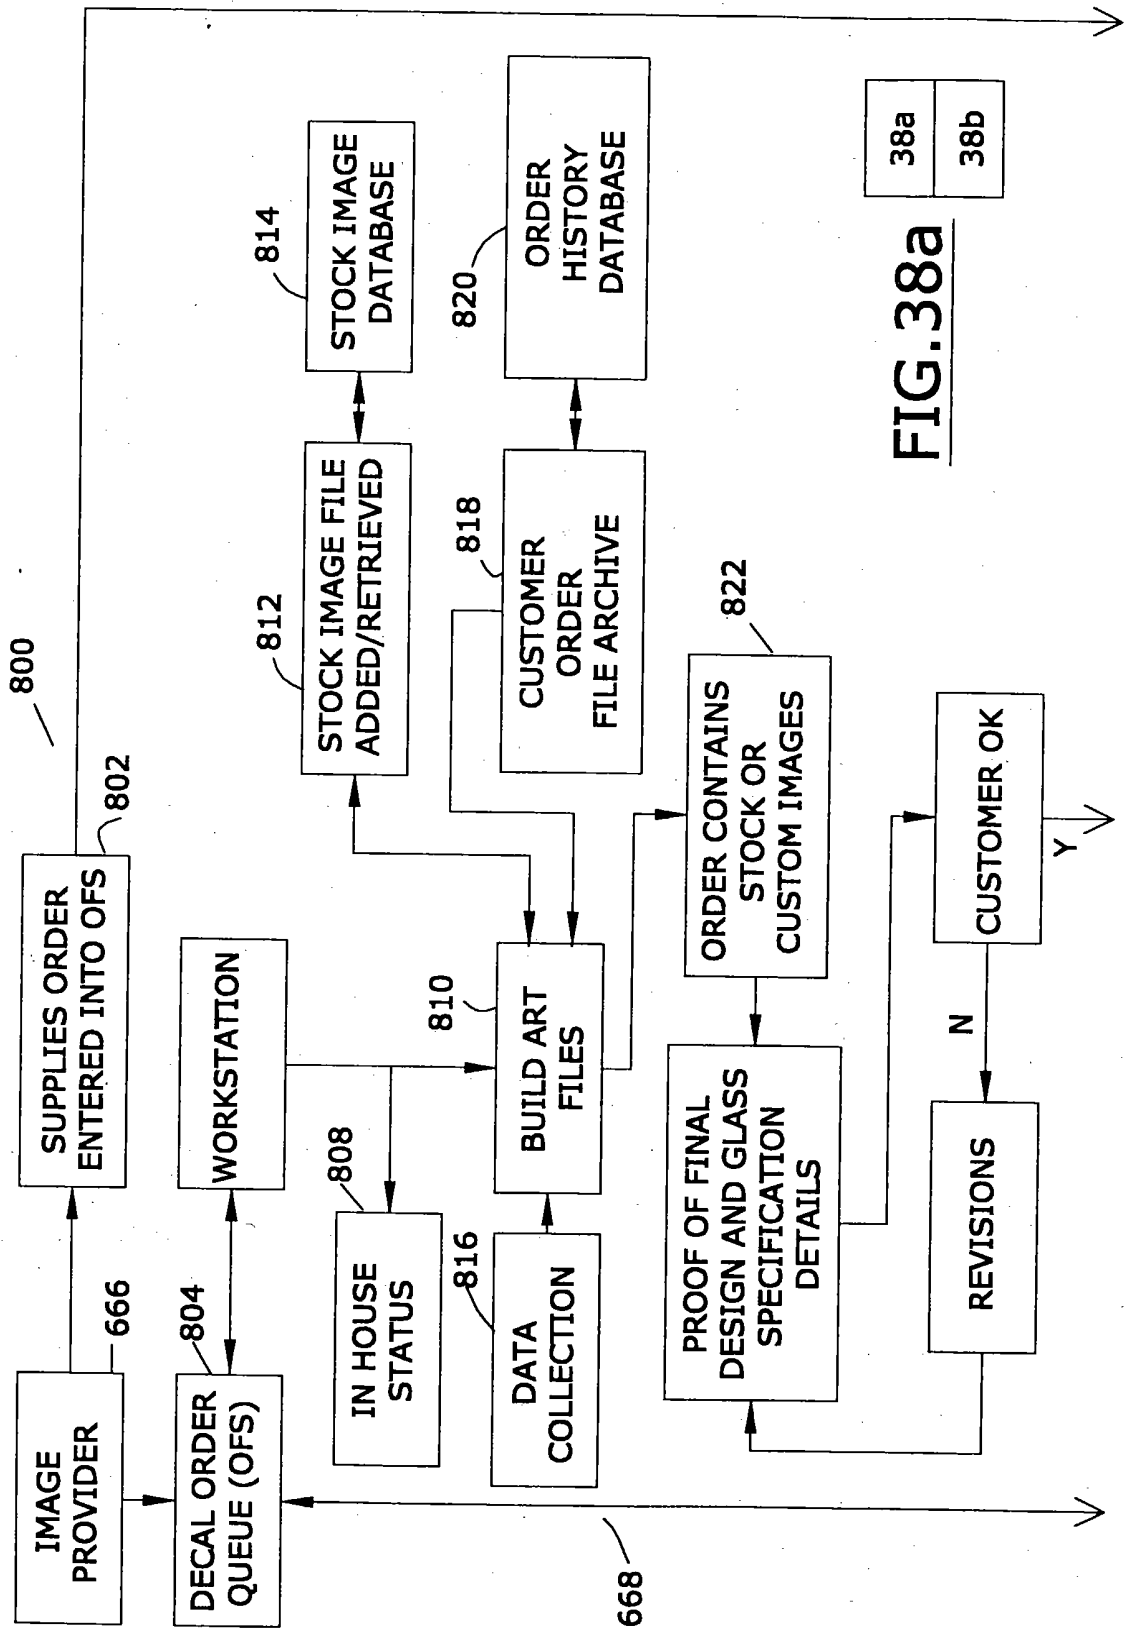 800
IMAGE
PROVIDER
666
SUPPLIES ORDER
ENTERED INTO OFS
802
DECAL ORDER
QUEUE (OFS)
804
WORKSTATION
668
IN HOUSE
STATUS
808
STOCK IMAGE FILE
ADDED/RETRIEVED
812
STOCK IMAGE
DATABASE
814
DATA
COLLECTION
816
BUILD ART
FILES
810
CUSTOMER
ORDER
FILE ARCHIVE
818
ORDER
HISTORY
DATABASE
820
PROOF OF FINAL
DESIGN AND GLASS
SPECIFICATION
DETAILS
ORDER CONTAINS
STOCK OR
CUSTOM IMAGES
822
REVISIONS
N
CUSTOMER OK
Y
FIG.38a
38a
38b